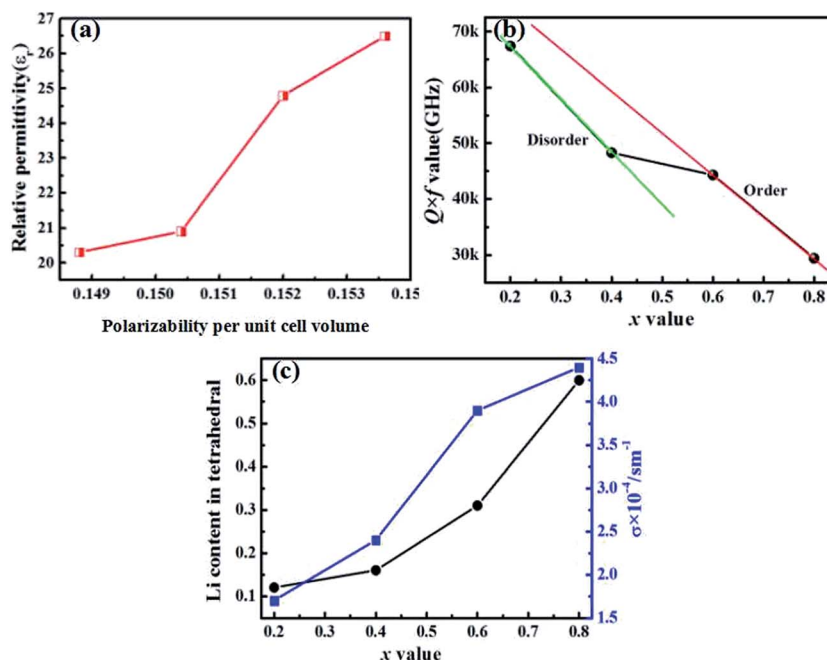 (a)
Relative permittivity(εr)
27
26
25
24
23
22
21
20
0.149 0.150 0.151 0.152 0.153 0.15
Polarizability per unit cell volume
(b)
Q×f value(GHz)
70k
60k
50k
40k
30k
Disorder
Order
0.2 0.3 0.4 0.5 0.6 0.7 0.8
x value
(c)
Li content in tetrahedral
0.6
0.5
0.4
0.3
0.2
0.1
4.5
4.0
3.5
3.0
2.5
2.0
1.5
σ×10⁻⁴/sm⁻¹
0.2 0.3 0.4 0.5 0.6 0.7 0.8
x value